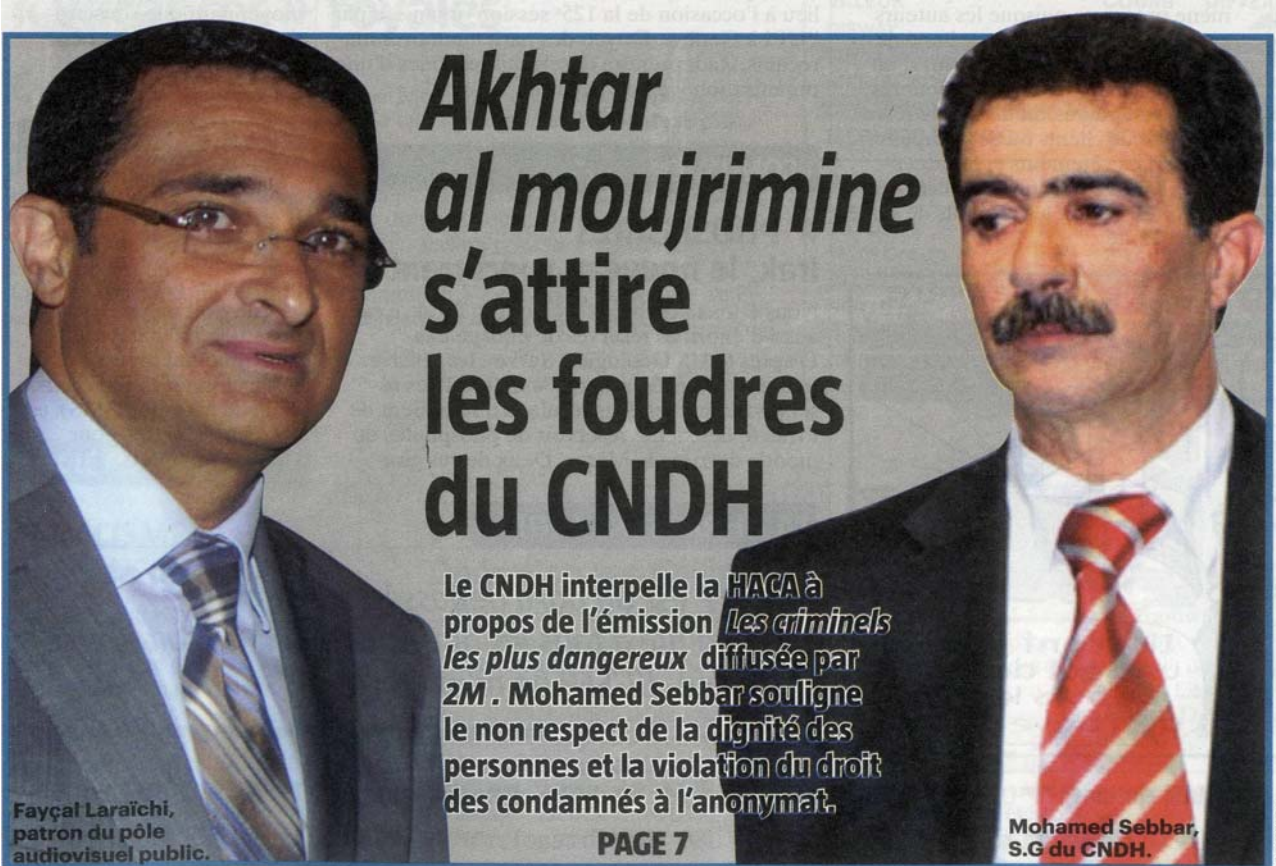 Akhtar
al moujrimine
s'attire
les foudres
du CNDH
Le CNDH interpelle la HACA à
propos de l'émission Les criminels
les plus dangereux diffusée par
2M . Mohamed Sebbar souligne
le non respect de la dignité des
personnes et la violation du droit
des condamnés à l'anonymat.
PAGE 7
Fayçal Laraïchi,
patron du pôle
audiovisuel public.
Mohamed Sebbar,
S.G du CNDH.